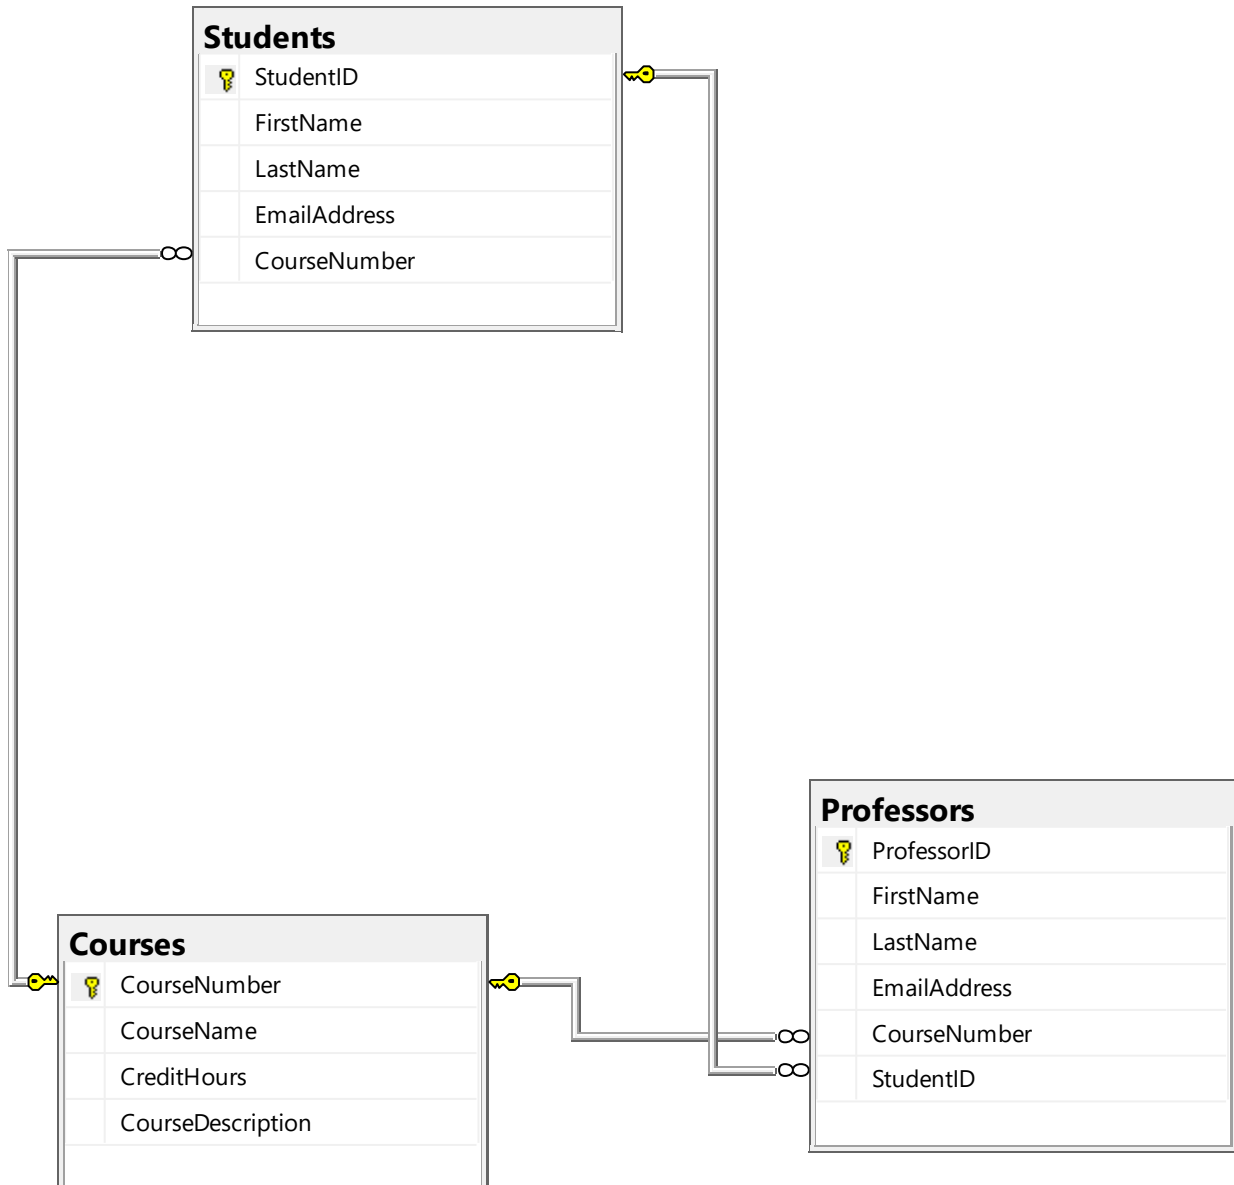 Students
StudentID
FirstName
LastName
EmailAddress
CourseNumber
Courses
CourseNumber
CourseName
CreditHours
CourseDescription
Professors
ProfessorID
FirstName
LastName
EmailAddress
CourseNumber
StudentID